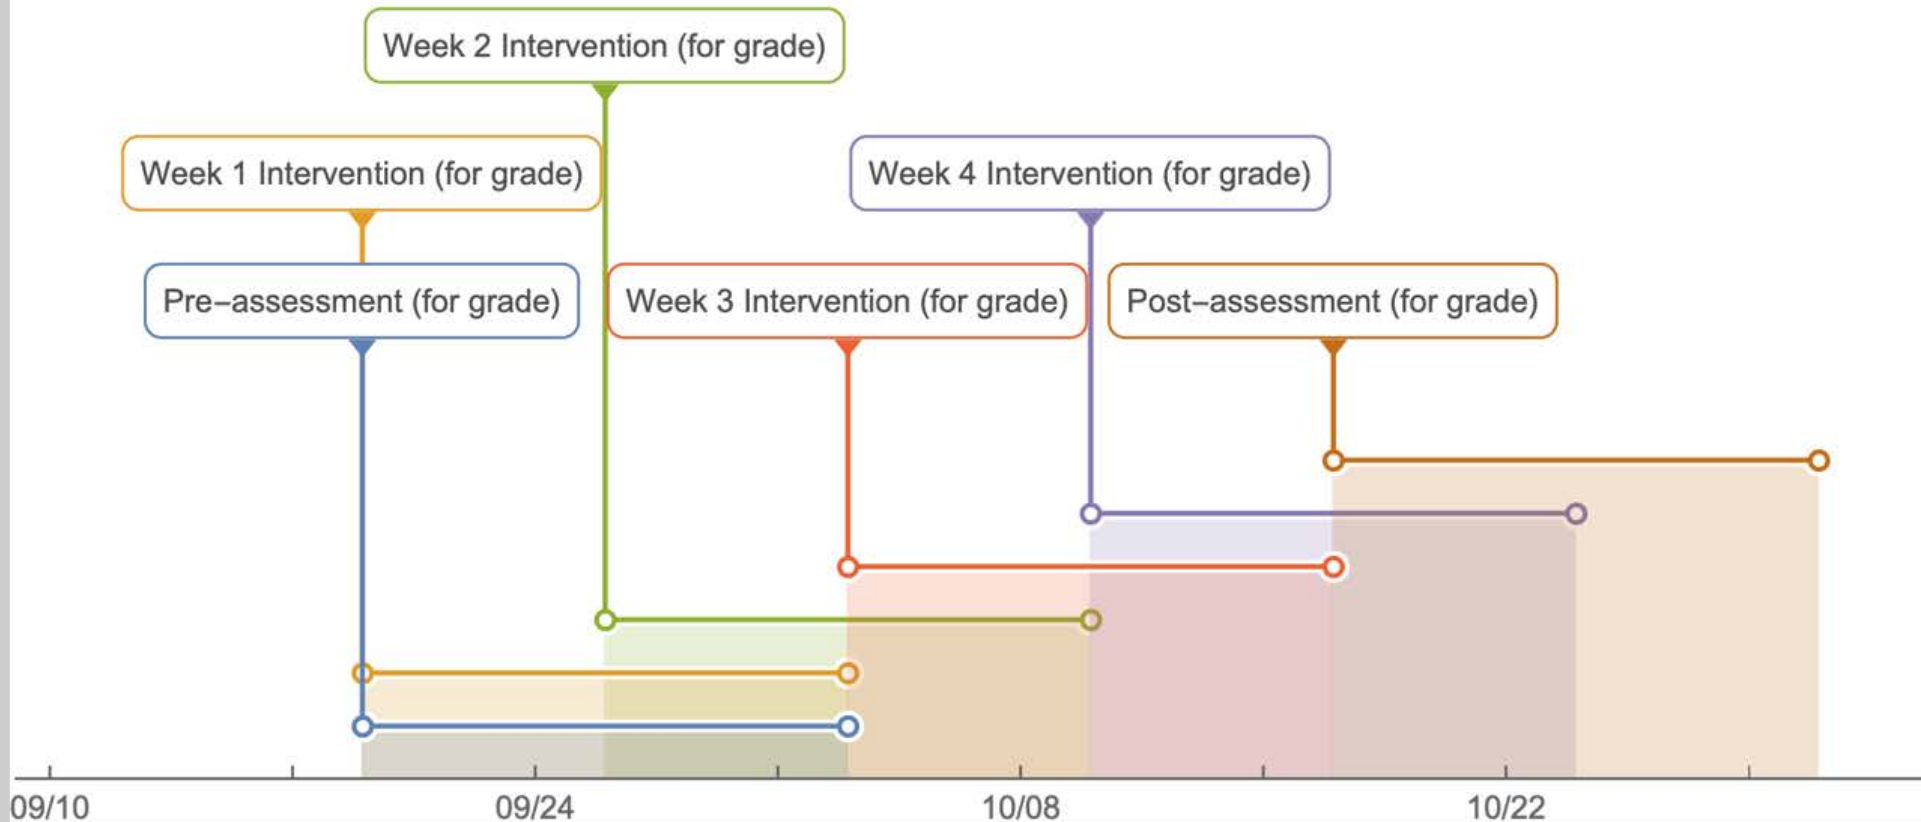 Week 2 Intervention (for grade)
Week 1 Intervention (for grade)
Week 4 Intervention (for grade)
Pre–assessment (for grade)
Week 3 Intervention (for grade)
Post–assessment (for grade)
09/10
09/24
10/08
10/22